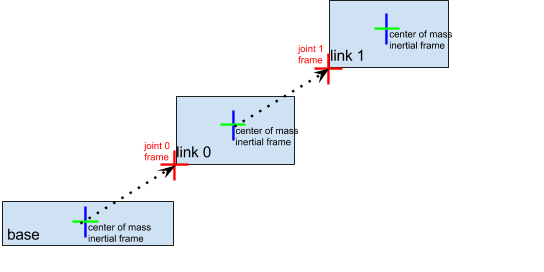 center of mass
inertial frame
joint 1
frame
link 1
center of mass
inertial frame
joint 0
frame
link 0
center of mass
inertial frame
base